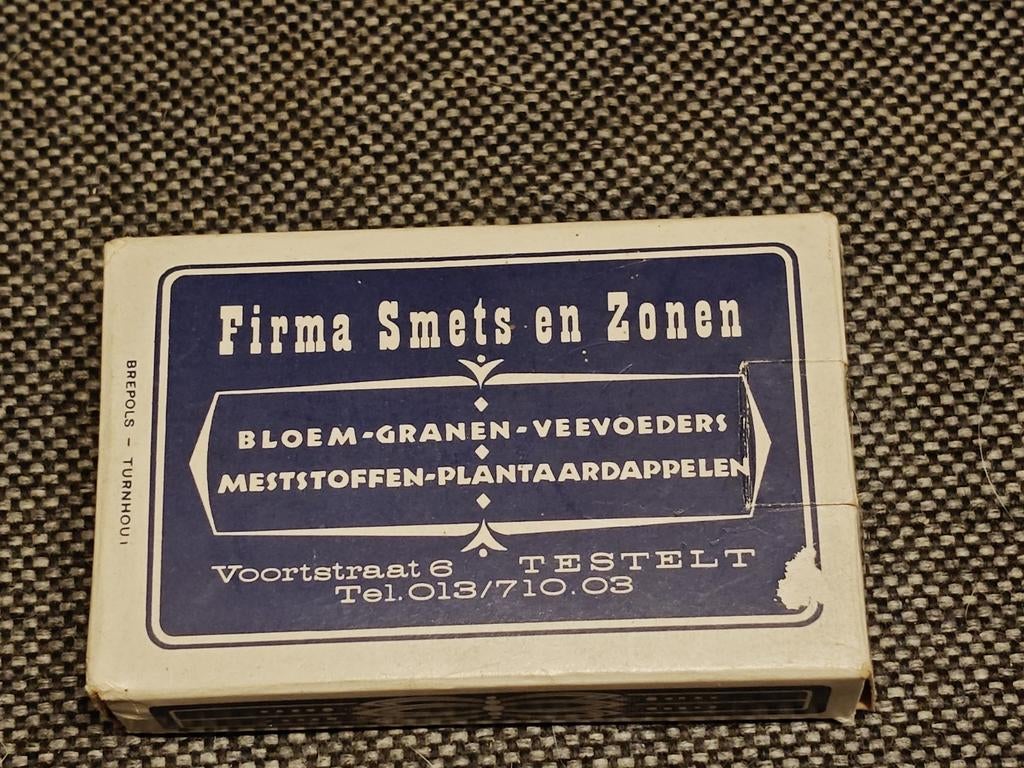 Firma Smets en Zonen
BLOEM-GRANEN-VEEVOEDERS
MESTSTOFFEN-PLANTAARDAPPELEN
Voortstraat 6 TESTELT
Tel.013/710.03
BREPOLS - TURNHOUT